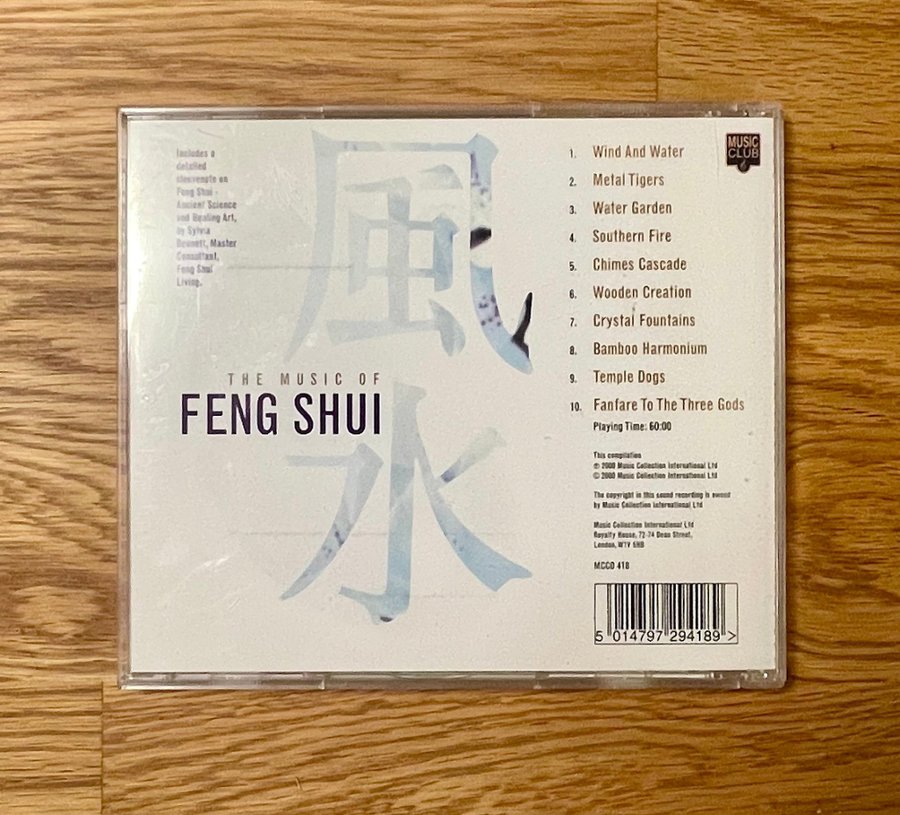 Includes a
detailed
sleevenote on
Feng Shui -
Ancient Science
and Healing Art,
by Sylvia
Bennett, Master
Consultant,
Feng Shui
Living.
風
水
THE MUSIC OF
FENG SHUI
MUSIC
CLUB
1. Wind And Water
2. Metal Tigers
3. Water Garden
4. Southern Fire
5. Chimes Cascade
6. Wooden Creation
7. Crystal Fountains
8. Bamboo Harmonium
9. Temple Dogs
10. Fanfare To The Three Gods
Playing Time: 60:00
This compilation
℗ 2000 Music Collection International Ltd
© 2000 Music Collection International Ltd
The copyright in this sound recording is owned
by Music Collection International Ltd
Music Collection International Ltd
Royalty House, 72-74 Dean Street,
London, W1V 6HB
MCCD 418
5 014797 294189 >